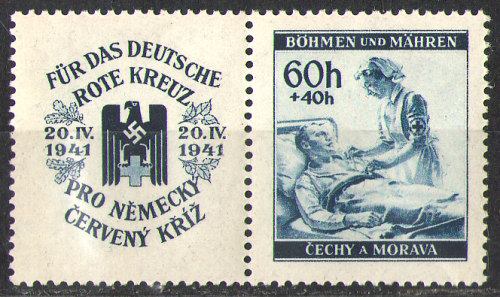 FÜR DAS DEUTSCHE
ROTE KREUZ
20.IV.
1941
20.IV.
1941
PRO NĚMECKÝ
ČERVENÝ KŘÍŽ
BÖHMEN UND MÄHREN
60h
+40h
ČECHY A MORAVA